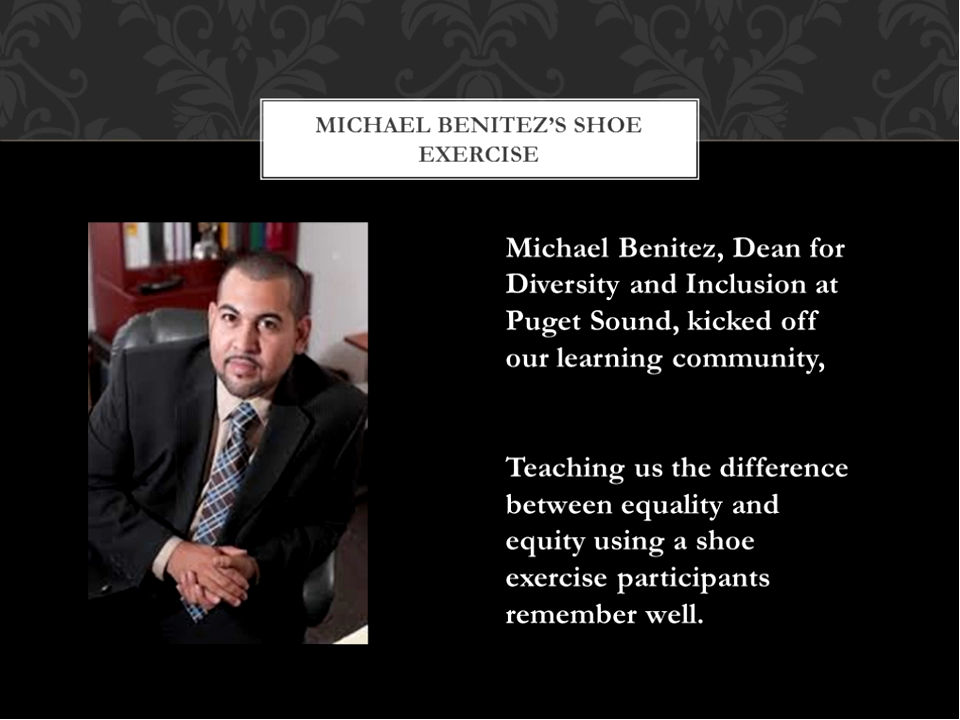 MICHAEL BENITEZ’S SHOE
EXERCISE
Michael Benitez, Dean for
Diversity and Inclusion at
Puget Sound, kicked off
our learning community,
Teaching us the difference
between equality and
equity using a shoe
exercise participants
remember well.